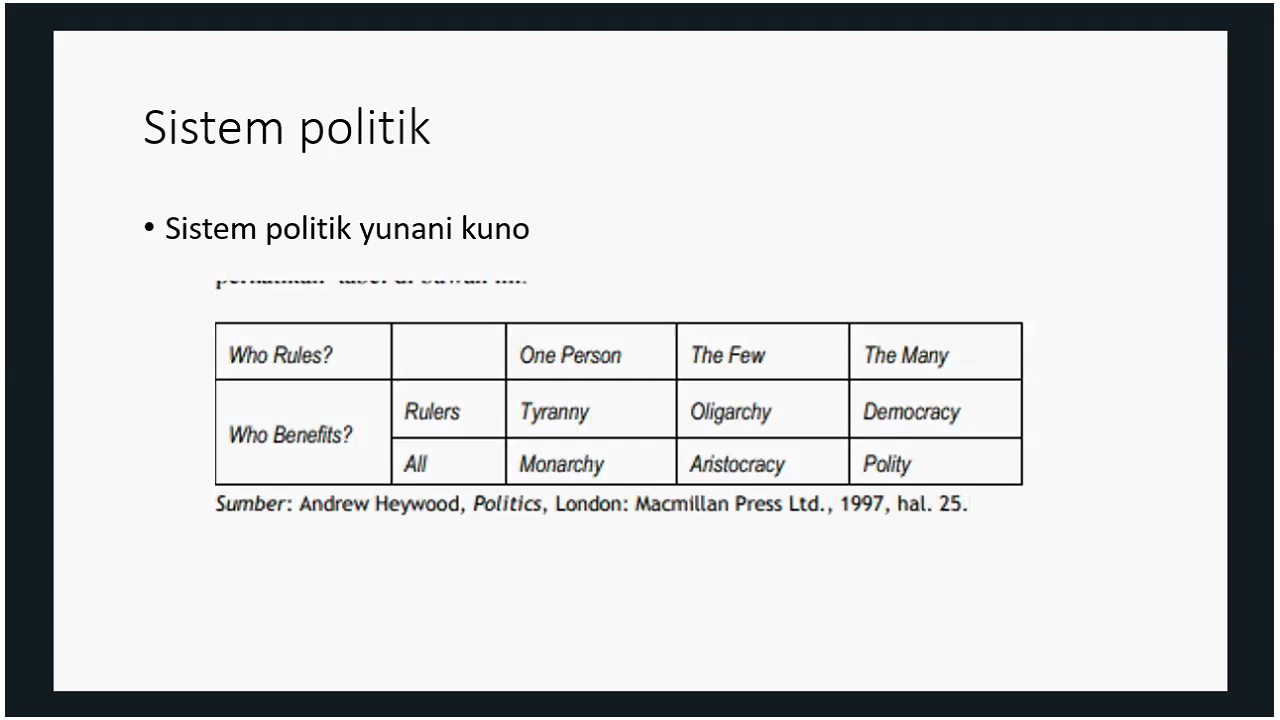 Sistem politik
• Sistem politik yunani kuno
Who Rules? One Person The Few The Many
Who Benefits? Rulers Tyranny Oligarchy Democracy
All Monarchy Aristocracy Polity
Sumber: Andrew Heywood, Politics, London: Macmillan Press Ltd., 1997, hal. 25.